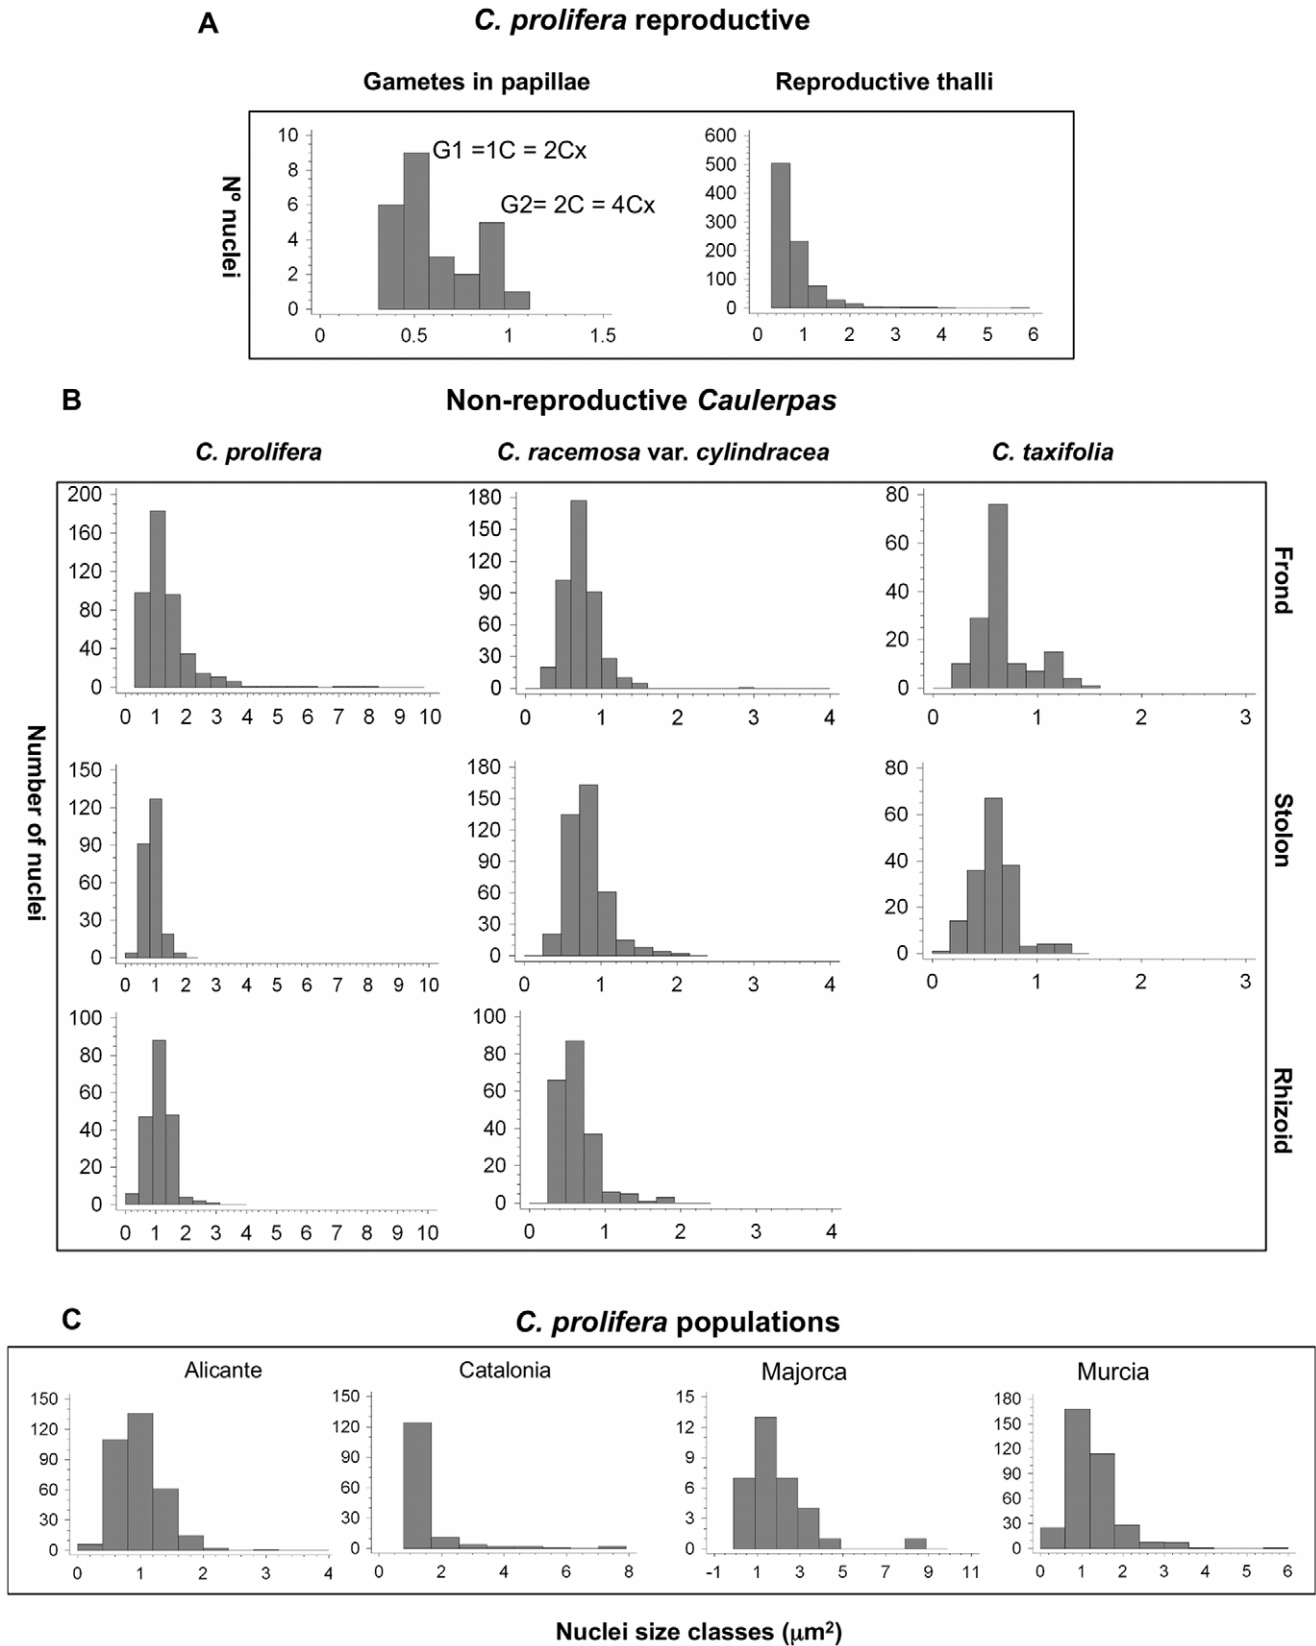 A
C. prolifera reproductive
Gametes in papillae
Reproductive thalli
Nº nuclei
10
8
6
4
2
0
G1 =1C = 2Cx
G2= 2C = 4Cx
0 0.5 1 1.5
600
500
400
300
200
100
0
0 1 2 3 4 5 6
B
Non-reproductive Caulerpas
C. prolifera
C. racemosa var. cylindracea
C. taxifolia
Number of nuclei
200
160
120
80
40
0
0 1 2 3 4 5 6 7 8 9 10
180
150
120
90
60
30
0
0 1 2 3 4
80
60
40
20
0
0 1 2 3
Frond
150
120
90
60
30
0
0 1 2 3 4 5 6 7 8 9 10
180
150
120
90
60
30
0
0 1 2 3 4
80
60
40
20
0
0 1 2 3
Stolon
100
80
60
40
20
0
0 1 2 3 4 5 6 7 8 9 10
100
80
60
40
20
0
0 1 2 3 4
Rhizoid
C
C. prolifera populations
Alicante
150
120
90
60
30
0
0 1 2 3 4
Catalonia
150
120
90
60
30
0
0 2 4 6 8
Majorca
15
12
9
6
3
0
-1 1 3 5 7 9 11
Murcia
180
150
120
90
60
30
0
0 1 2 3 4 5 6
Nuclei size classes (µm²)